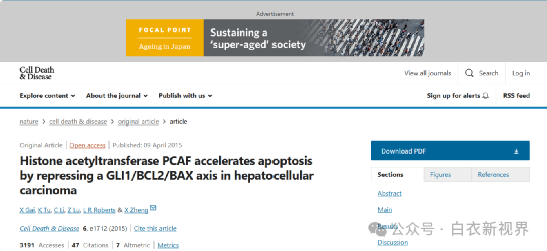 Advertisement
FOCAL POINT
Ageing in Japan
Sustaining a
'super-aged' society
Cell Death
& Disease
View all journals
Search
Log in
Explore content
About the journal
Publish with us
Sign up for alerts
RSS feed
nature > cell death & disease > original article > article
Original Article | Open access | Published: 09 April 2015
Histone acetyltransferase PCAF accelerates apoptosis
by repressing a GLI1/BCL2/BAX axis in hepatocellular
carcinoma
X Gai, K Tu, C Li, Z Lu, L R Roberts & X Zheng
Cell Death & Disease 6, e1712 (2015) | Cite this article
3191 Accesses | 47 Citations | 7 Altmetric | Metrics
Download PDF
Sections
Figures
References
Abstract
Main
Results
Discussion
公众号 · 白衣新视界